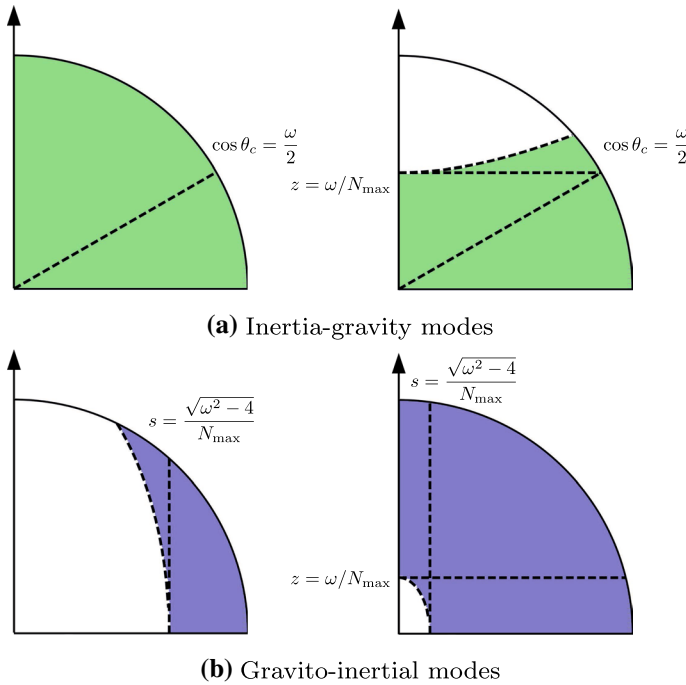 cos θ_c = ω/2
cos θ_c = ω/2
z = ω/N_max
(a) Inertia-gravity modes
s = √(ω² − 4)/N_max
s = √(ω² − 4)/N_max
z = ω/N_max
(b) Gravito-inertial modes